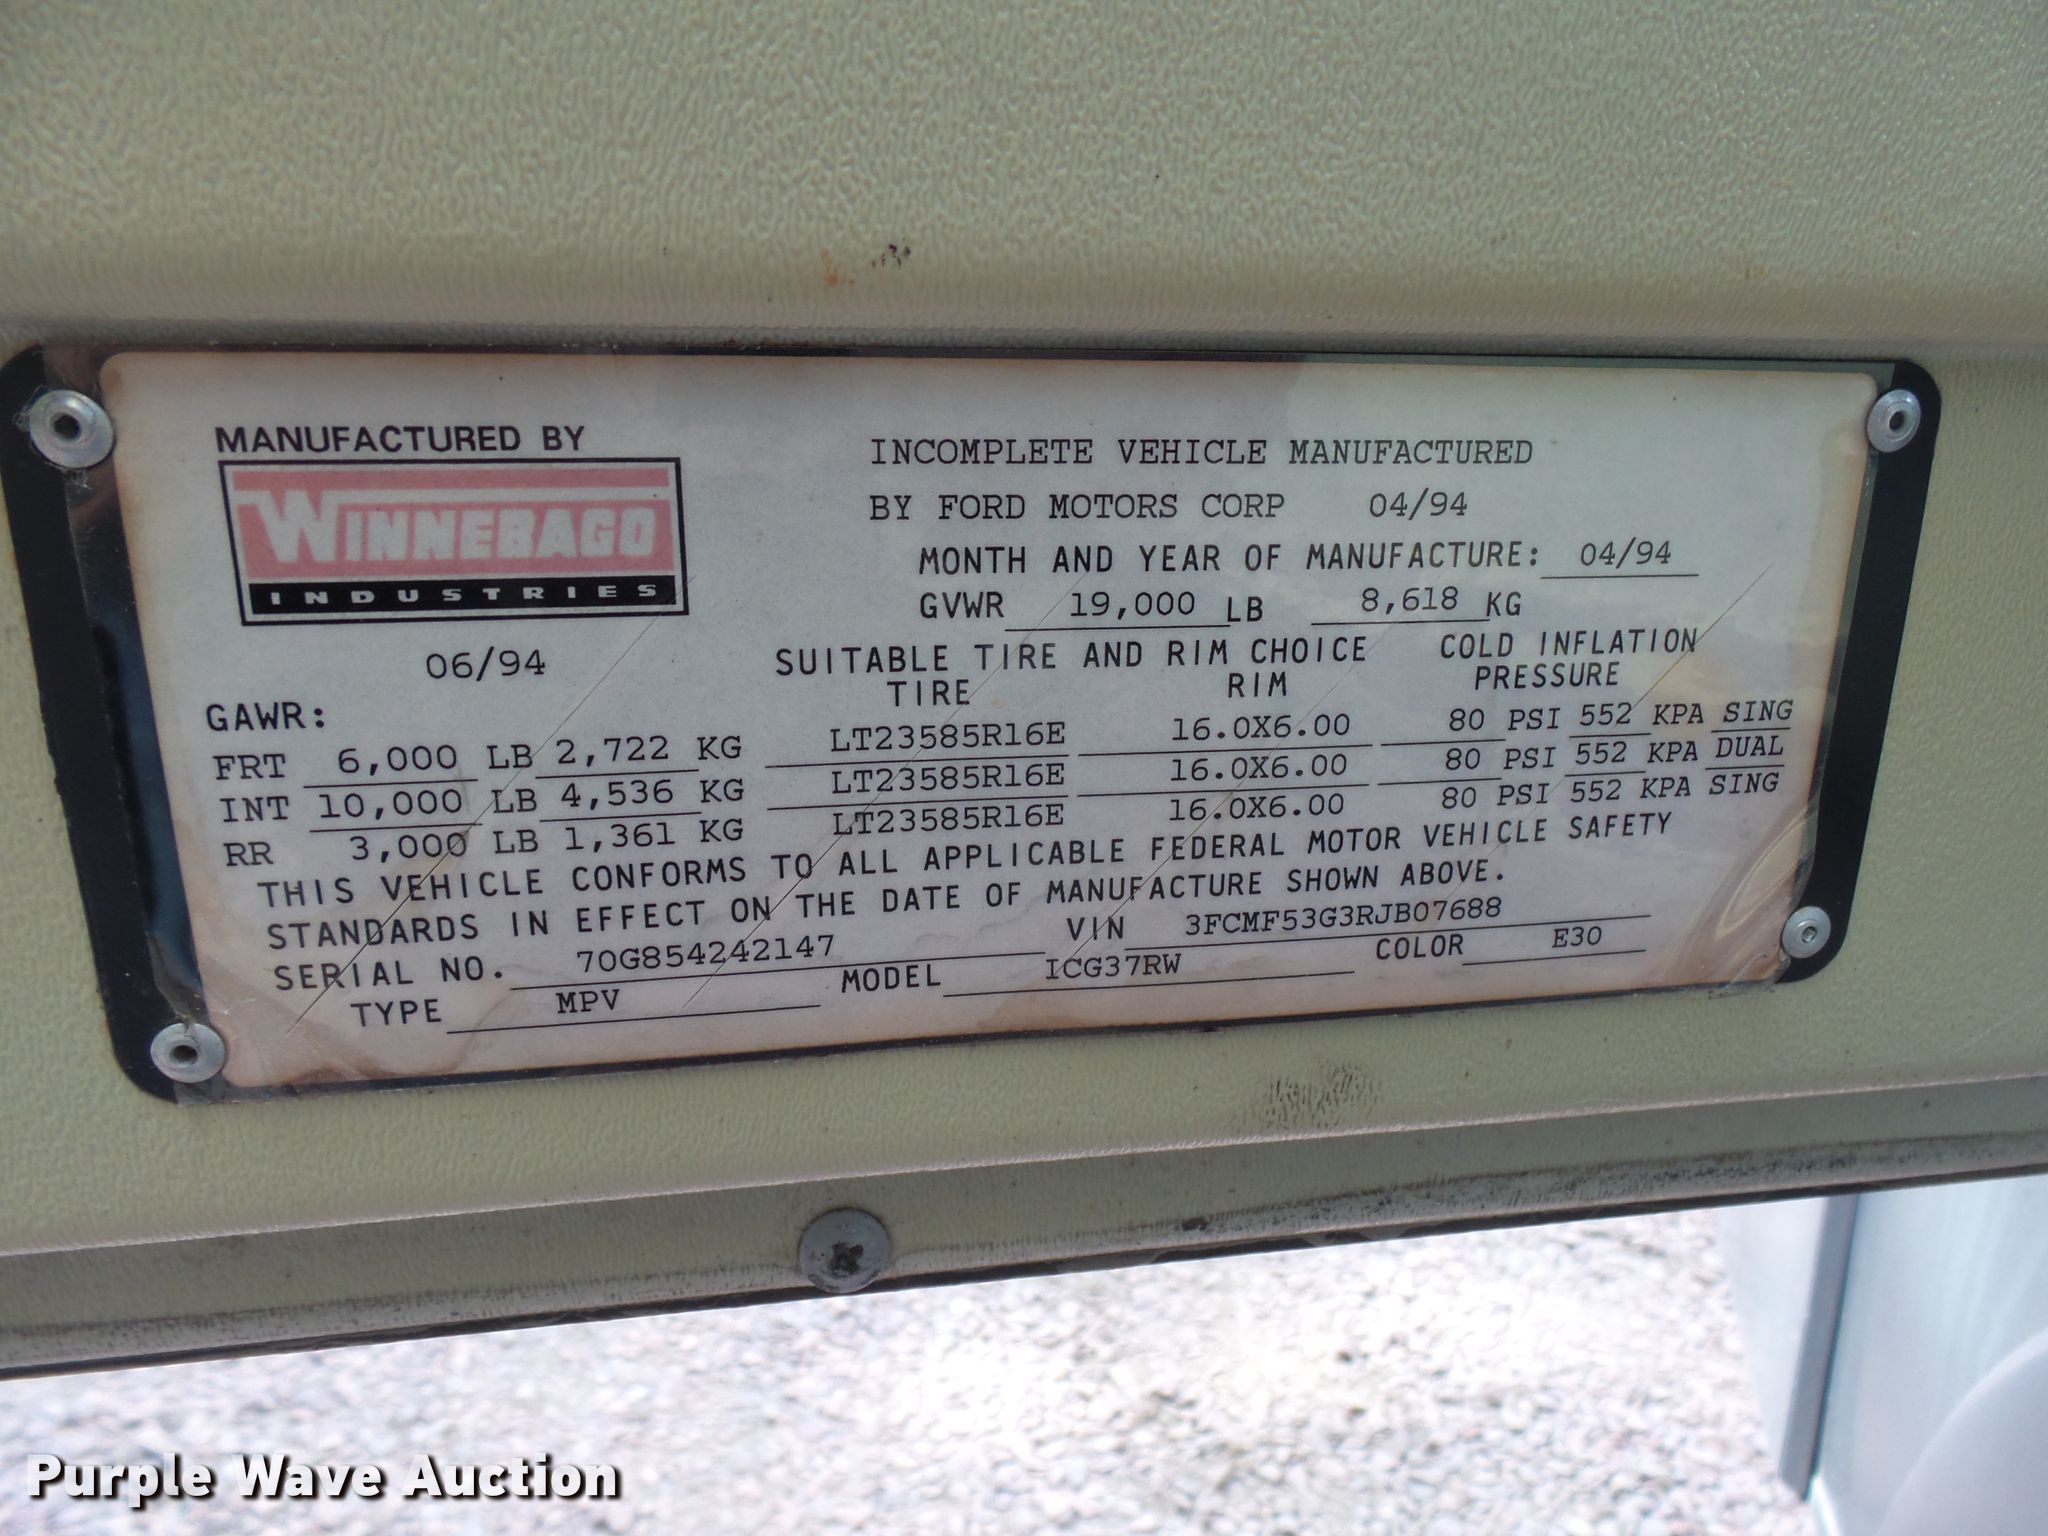 MANUFACTURED BY
WINNEBAGO
INDUSTRIES
06/94
INCOMPLETE VEHICLE MANUFACTURED
BY FORD MOTORS CORP 04/94
MONTH AND YEAR OF MANUFACTURE: 04/94
GVWR 19,000 LB 8,618 KG
SUITABLE TIRE AND RIM CHOICE COLD INFLATION
TIRE RIM PRESSURE
GAWR:
FRT 6,000 LB 2,722 KG LT23585R16E 16.0X6.00 80 PSI 552 KPA SING
INT 10,000 LB 4,536 KG LT23585R16E 16.0X6.00 80 PSI 552 KPA DUAL
RR 3,000 LB 1,361 KG LT23585R16E 16.0X6.00 80 PSI 552 KPA SING
THIS VEHICLE CONFORMS TO ALL APPLICABLE FEDERAL MOTOR VEHICLE SAFETY
STANDARDS IN EFFECT ON THE DATE OF MANUFACTURE SHOWN ABOVE.
SERIAL NO. 70G854242147 VIN 3FCMF53G3RJB07688
TYPE MPV MODEL ICG37RW COLOR E30
Purple Wave Auction